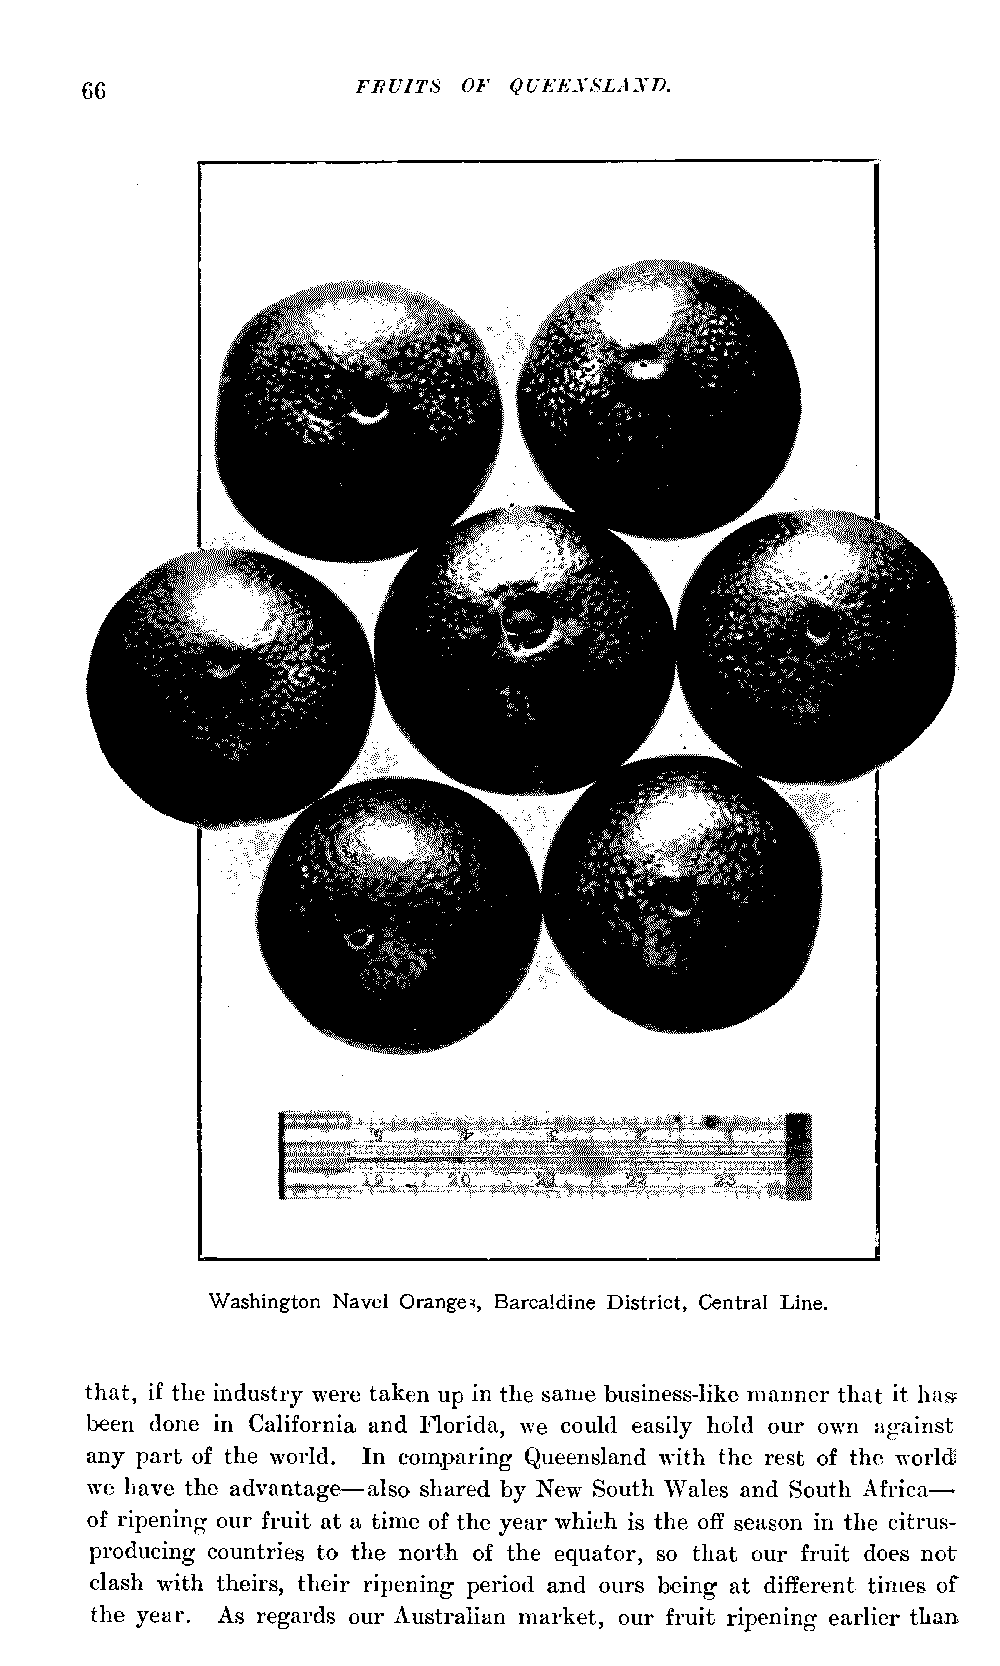 66 FRUITS OF QUEENSLAND.
Washington Navel Oranges, Barcaldine District, Central Line.
that, if the industry were taken up in the same business-like manner that it has
been done in California and Florida, we could easily hold our own against
any part of the world. In comparing Queensland with the rest of the world
we have the advantage—also shared by New South Wales and South Africa—
of ripening our fruit at a time of the year which is the off season in the citrus-
producing countries to the north of the equator, so that our fruit does not
clash with theirs, their ripening period and ours being at different times of
the year. As regards our Australian market, our fruit ripening earlier than